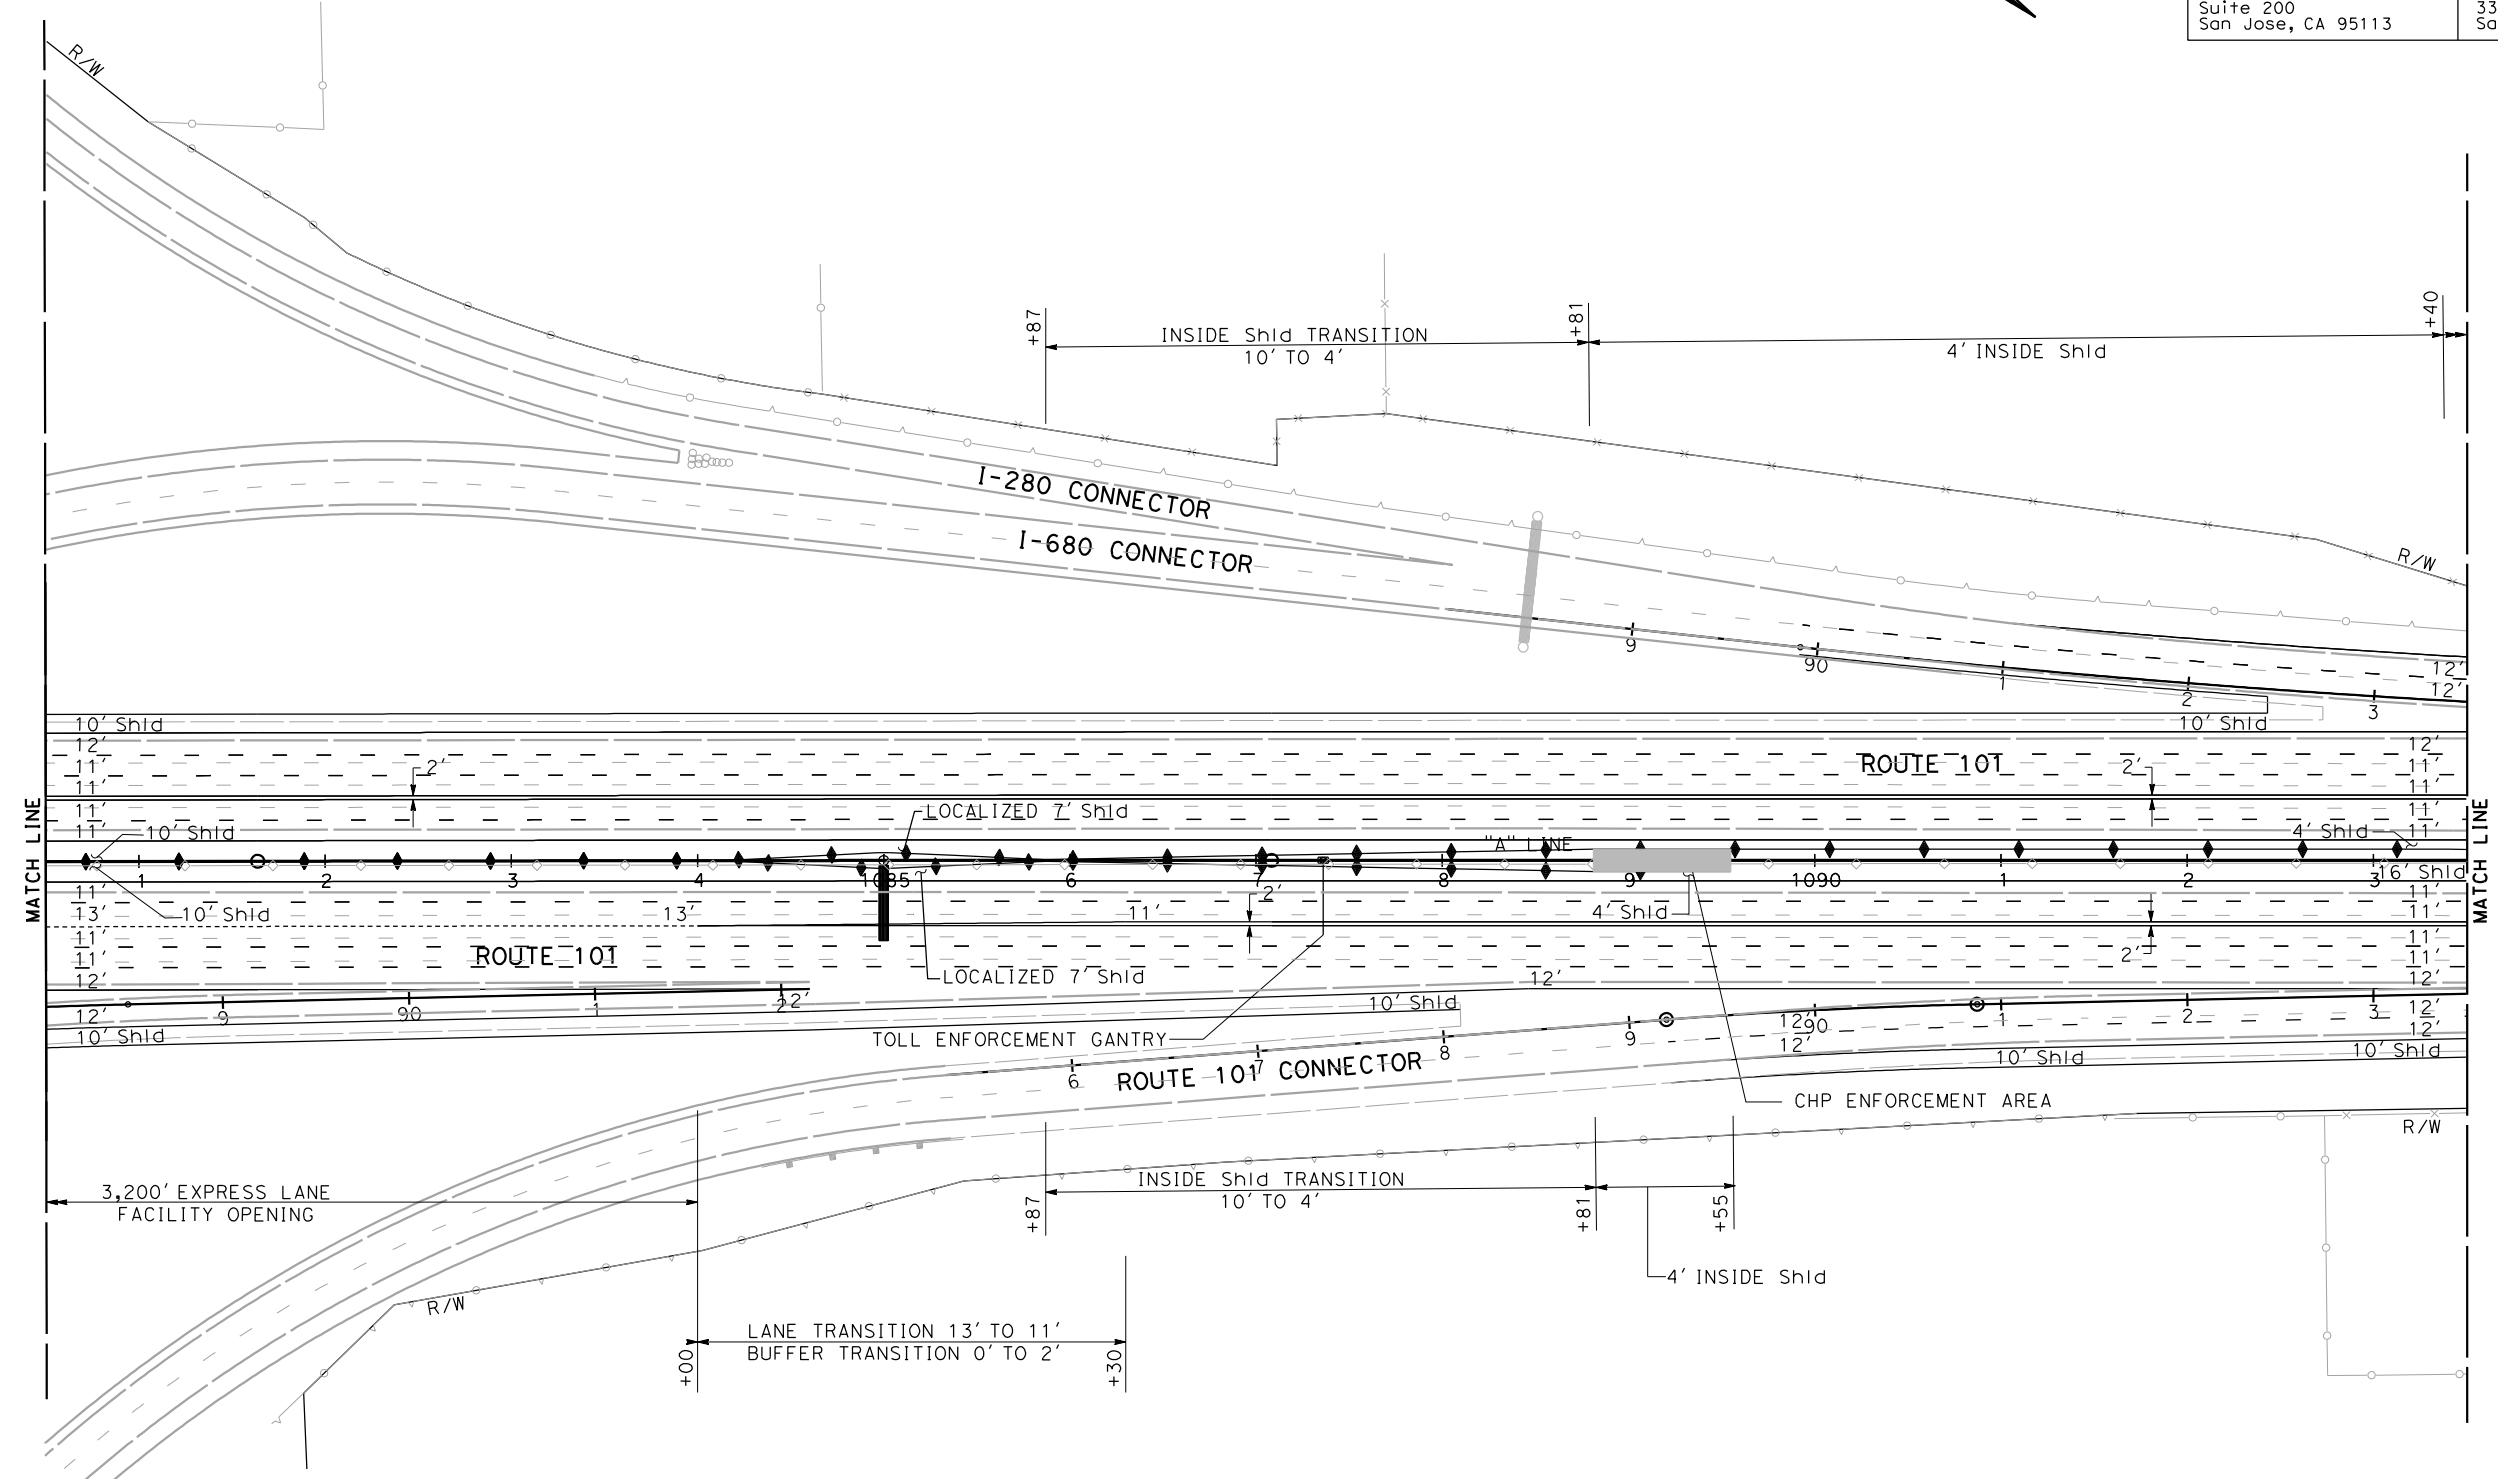 Suite 200
San Jose, CA 95113
33
Sa
R/W
+87
INSIDE Shld TRANSITION
10' TO 4'
+81
4' INSIDE Shld
+40
I-280 CONNECTOR
I-680 CONNECTOR
R/W
9
90
1
2
3
12'
12'
10' Shld
10' Shld
12'
11'
11'
11'
11'
2'
ROUTE 101
2'
12'
11'
11'
11'
11'
LOCALIZED 7' Shld
"A" LINE
10' Shld
4' Shld
MATCH LINE
MATCH LINE
1
2
3
4
1085
6
7
8
9
1090
1
2
3
16' Shld
11'
13'
10' Shld
13'
11'
2'
4' Shld
11'
11'
11'
11'
12'
ROUTE 101
LOCALIZED 7' Shld
12'
2'
11'
11'
12'
12'
12'
10' Shld
9
90
1
2
12'
10' Shld
TOLL ENFORCEMENT GANTRY
6
7
8
9
90
1
2
3
12'
12'
12'
12'
10' Shld
10' Shld
ROUTE 101 CONNECTOR
CHP ENFORCEMENT AREA
R/W
3,200' EXPRESS LANE
FACILITY OPENING
+87
INSIDE Shld TRANSITION
10' TO 4'
+81
+55
4' INSIDE Shld
R/W
+00
LANE TRANSITION 13' TO 11'
BUFFER TRANSITION 0' TO 2'
+30